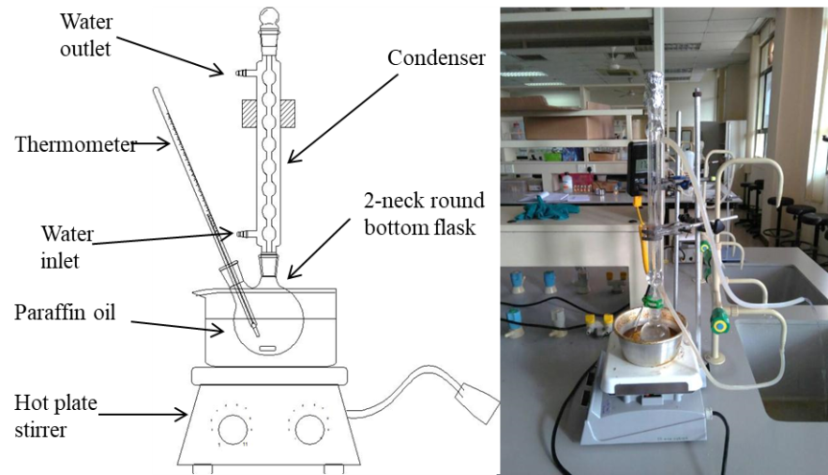 Water
outlet
Condenser
Thermometer
2-neck round
bottom flask
Water
inlet
Paraffin oil
Hot plate
stirrer